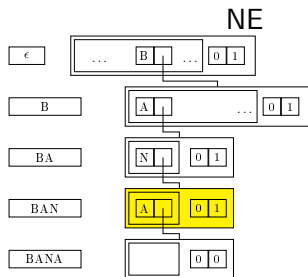 NE
ϵ ... B ... 0 1
B A ... 0 1
BA N 0 1
BAN A 0 1
BANA 0 0